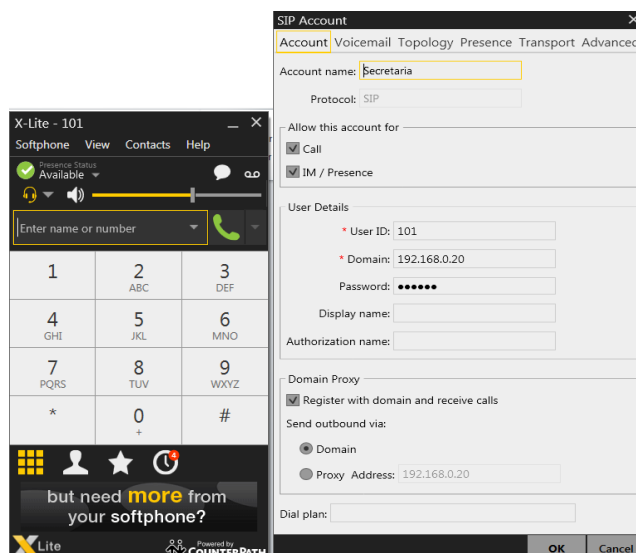 X-Lite - 101
Softphone View Contacts Help
Presence Status
Available
Enter name or number
1
2
ABC
3
DEF
4
GHI
5
JKL
6
MNO
7
PQRS
8
TUV
9
WXYZ
*
0
+
#
4
but need more from
your softphone?
X Lite
Powered by
COUNTERPATH
SIP Account
Account Voicemail Topology Presence Transport Advanced
Account name: Secretaria
Protocol: SIP
Allow this account for
Call
IM / Presence
User Details
* User ID: 101
* Domain: 192.168.0.20
Password: ●●●●●●
Display name:
Authorization name:
Domain Proxy
Register with domain and receive calls
Send outbound via:
Domain
Proxy Address: 192.168.0.20
Dial plan:
OK Cancel